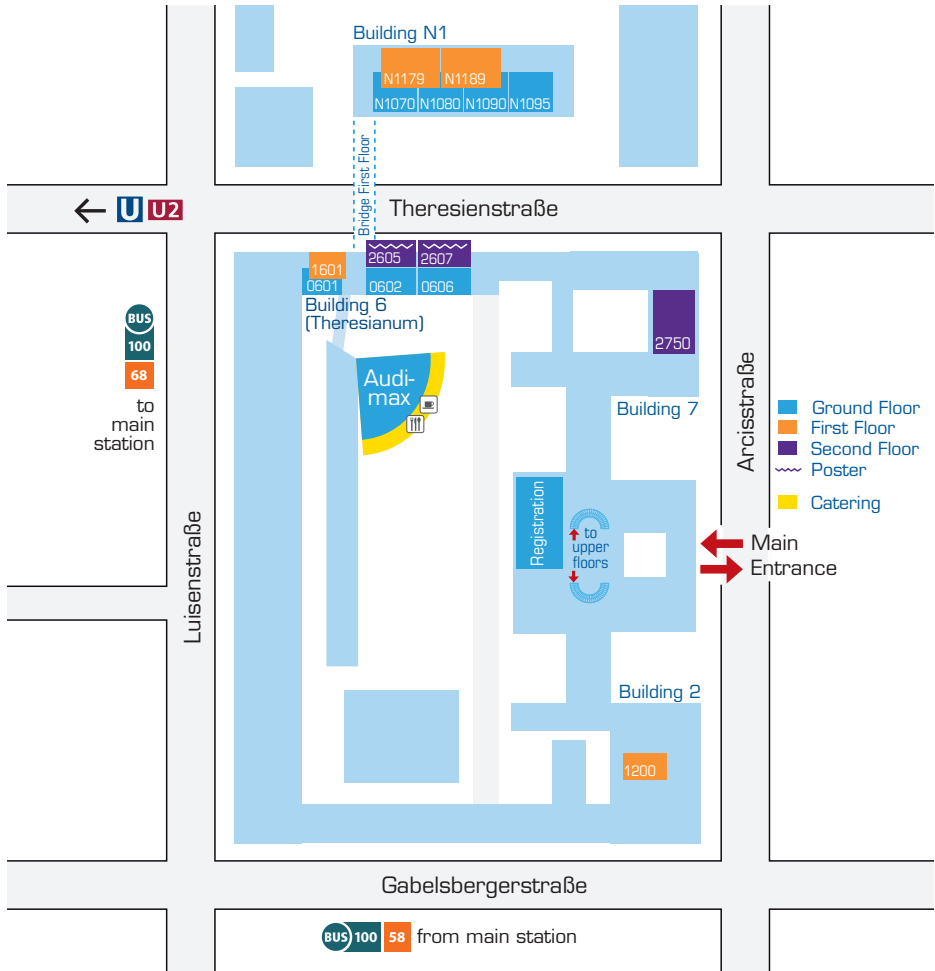 Building N1
N1179
N1189
N1070
N1080
N1090
N1095
Bridge First Floor
U
U2
Theresienstraße
1601
2605
2607
0601
0602
0606
Building 6
(Theresianum)
2750
BUS
100
68
to
main
station
Audi-
max
Building 7
Arcisstraße
Ground Floor
First Floor
Second Floor
Poster
Catering
Luisenstraße
Registration
to
upper
floors
Main
Entrance
Building 2
1200
Gabelsbergerstraße
BUS 100 58 from main station